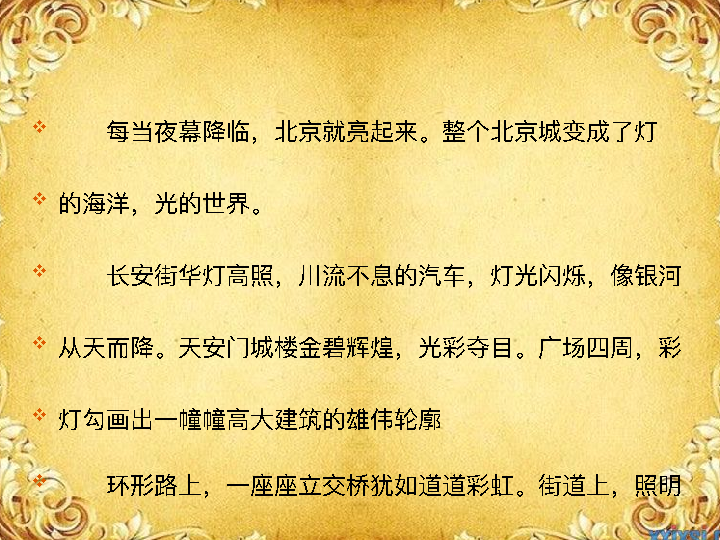 每当夜幕降临，北京就亮起来。整个北京城变成了灯
的海洋，光的世界。
长安街华灯高照，川流不息的汽车，灯光闪烁，像银河
从天而降。天安门城楼金碧辉煌，光彩夺目。广场四周，彩
灯勾画出一幢幢高大建筑的雄伟轮廓
环形路上，一座座立交桥犹如道道彩虹。街道上，照明